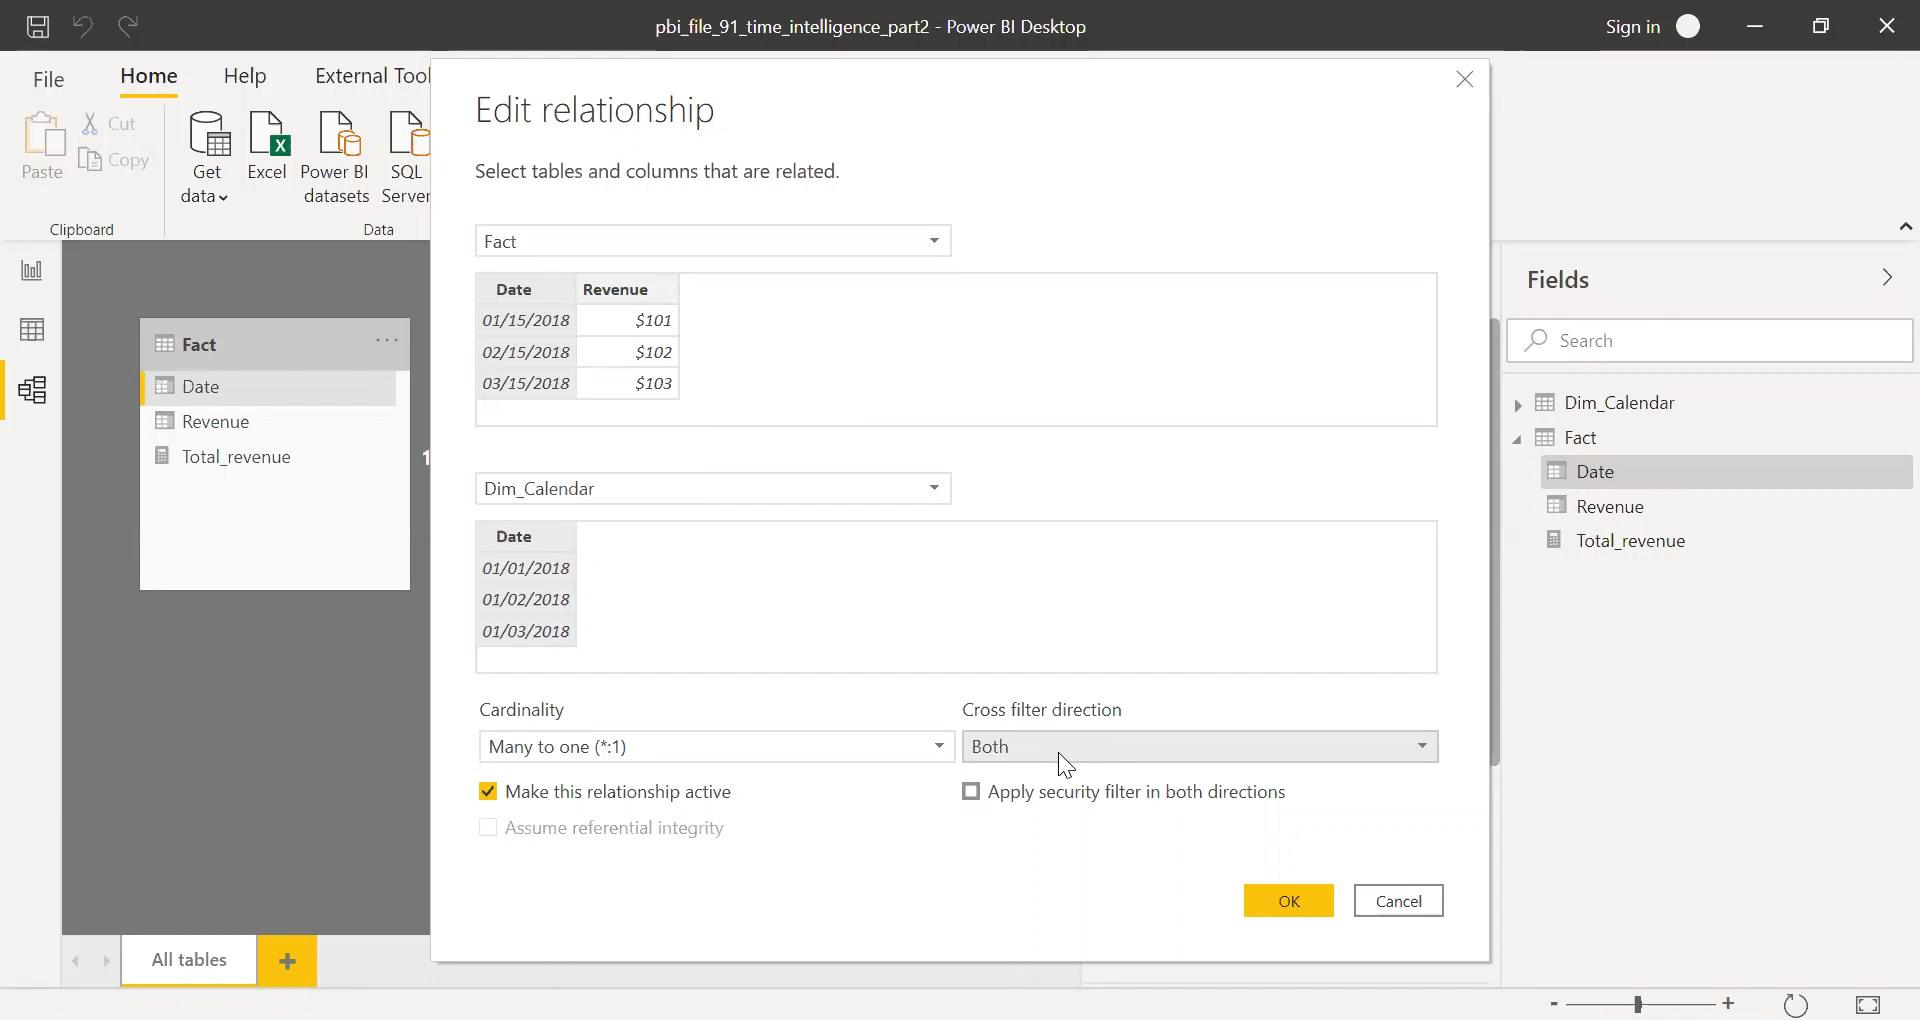 pbi_file_91_time_intelligence_part2 - Power BI Desktop
Sign in
File Home Help External Tool
Paste
Cut
Copy
Get data
Excel
Power BI datasets
SQL Server
Clipboard
Data
Edit relationship
Select tables and columns that are related.
Fact
Date Revenue
01/15/2018 $101
02/15/2018 $102
03/15/2018 $103
Dim_Calendar
Date
01/01/2018
01/02/2018
01/03/2018
Cardinality
Many to one (*:1)
Cross filter direction
Both
Make this relationship active
Apply security filter in both directions
Assume referential integrity
OK
Cancel
Fact
Date
Revenue
Total_revenue
1
Fields
Search
Dim_Calendar
Fact
Date
Revenue
Total_revenue
All tables
+
- +